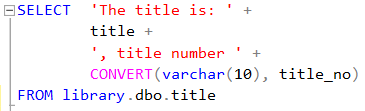 SELECT 'The title is: ' +
title +
', title number ' +
CONVERT(varchar(10), title_no)
FROM library.dbo.title